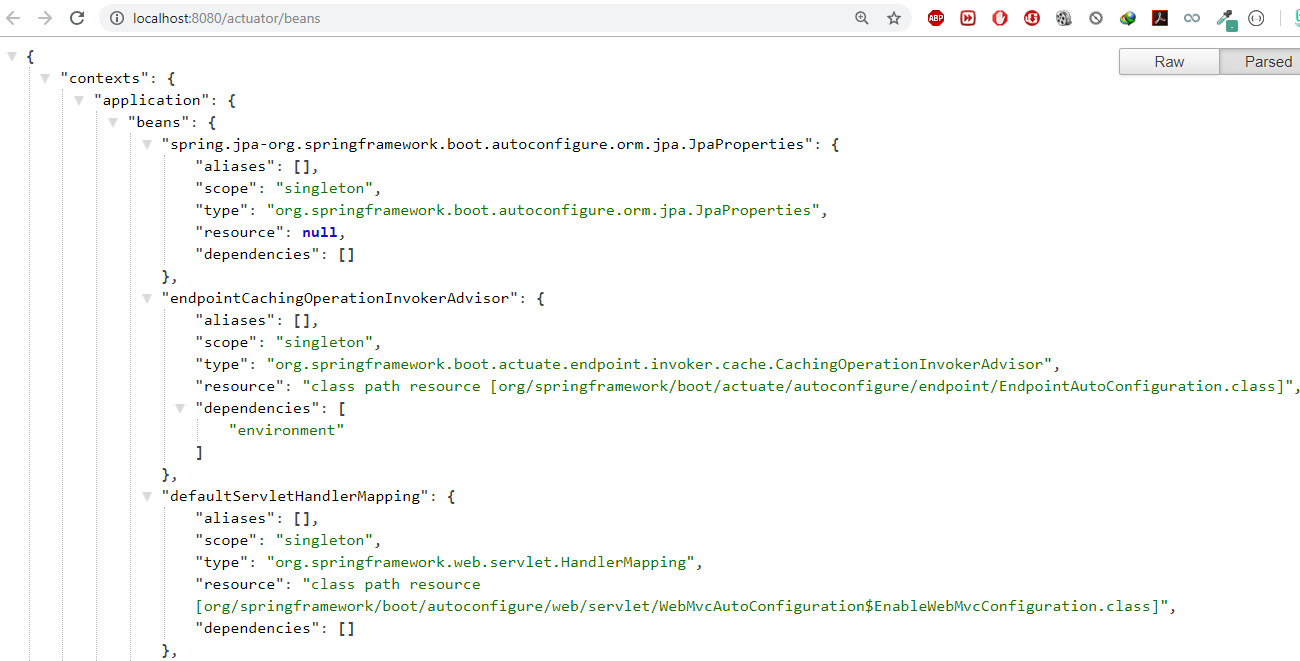 localhost:8080/actuator/beans
ABP
Raw
Parsed
{
"contexts": {
"application": {
"beans": {
"spring.jpa-org.springframework.boot.autoconfigure.orm.jpa.JpaProperties": {
"aliases": [],
"scope": "singleton",
"type": "org.springframework.boot.autoconfigure.orm.jpa.JpaProperties",
"resource": null,
"dependencies": []
},
"endpointCachingOperationInvokerAdvisor": {
"aliases": [],
"scope": "singleton",
"type": "org.springframework.boot.actuate.endpoint.invoker.cache.CachingOperationInvokerAdvisor",
"resource": "class path resource [org/springframework/boot/actuate/autoconfigure/endpoint/EndpointAutoConfiguration.class]",
"dependencies": [
"environment"
]
},
"defaultServletHandlerMapping": {
"aliases": [],
"scope": "singleton",
"type": "org.springframework.web.servlet.HandlerMapping",
"resource": "class path resource
[org/springframework/boot/autoconfigure/web/servlet/WebMvcAutoConfiguration$EnableWebMvcConfiguration.class]",
"dependencies": []
},